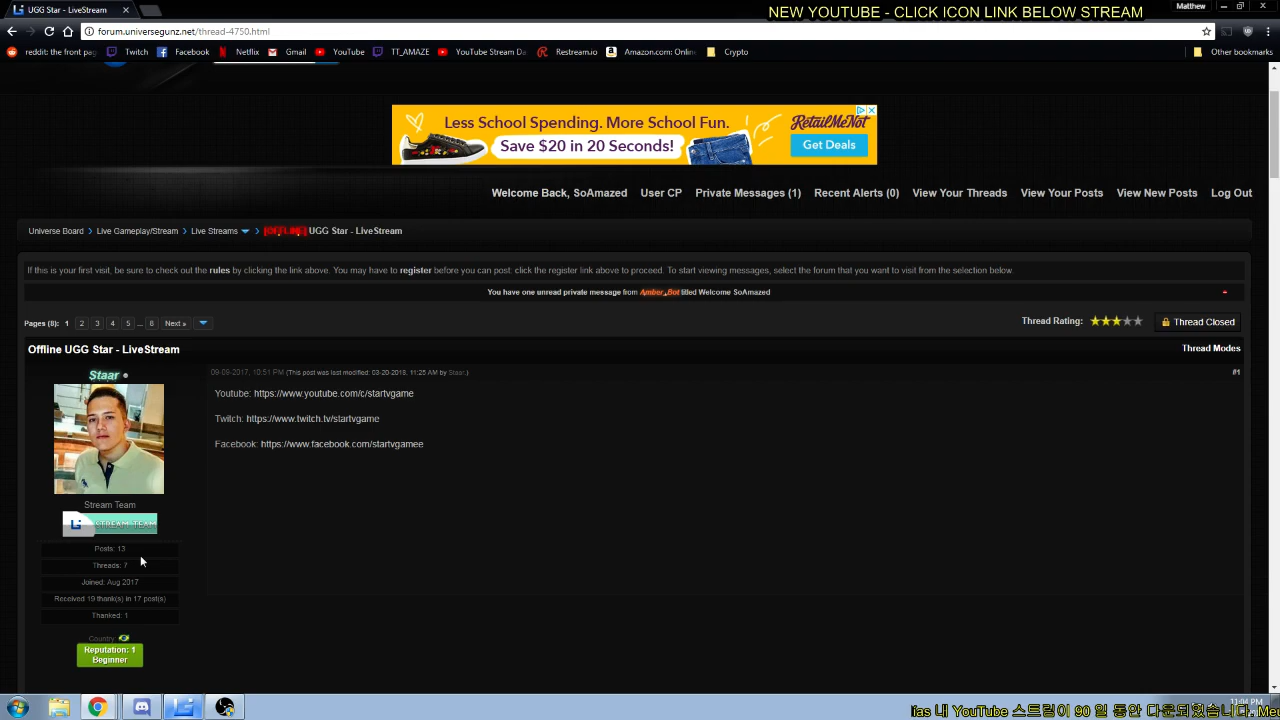 UGG Star - LiveStream
Matthew
NEW YOUTUBE - CLICK ICON LINK BELOW STREAM
forum.universegunz.net/thread-4750.html
reddit: the front pag Twitch Facebook Netflix Gmail YouTube TT_AMAZE YouTube Stream Da Restream.io Amazon.com: Onlin Crypto Other bookmarks
Less School Spending. More School Fun.
Save $20 in 20 Seconds!
RetailMeNot
Get Deals
Welcome Back, SoAmazed User CP Private Messages (1) Recent Alerts (0) View Your Threads View Your Posts View New Posts Log Out
Universe Board Live Gameplay/Stream Live Streams [OFFLINE] UGG Star - LiveStream
If this is your first visit, be sure to check out the rules by clicking the link above. You may have to register before you can post: click the register link above to proceed. To start viewing messages, select the forum that you want to visit from the selection below.
You have one unread private message from Amber_Bot titled Welcome SoAmazed
Pages (8): 1 2 3 4 5 ... 8 Next »
Thread Rating:
Thread Closed
Offline UGG Star - LiveStream
Thread Modes
Staar
09-06-2017, 10:51 PM (This post was last modified: 03-20-2018, 11:25 AM by Staar.)
#1
Youtube: https://www.youtube.com/c/startvgame
Twitch: https://www.twitch.tv/startvgame
Facebook: https://www.facebook.com/startvgamee
Stream Team
STREAM TEAM
Posts: 13
Threads: 7
Joined: Aug 2017
Received 19 thank(s) in 17 post(s)
Thanked: 1
Country:
Reputation: 1
Beginner
11:04 PM
ías 내 YouTube 스트림이 90 일 동안 다운되었습니다. Meu